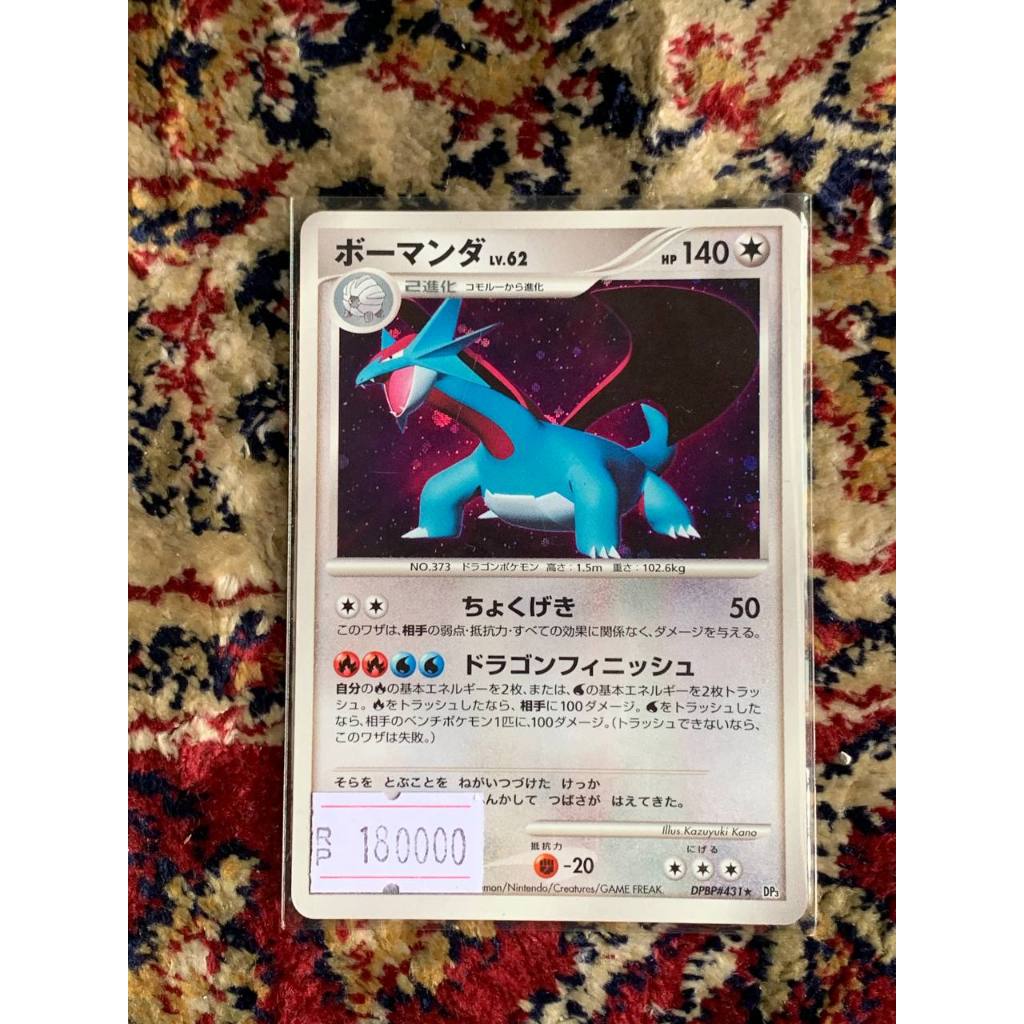 ボーマンダ LV.62 HP 140
2進化 コモルーから進化
NO.373 ドラゴンポケモン 高さ：1.5m 重さ：102.6kg
ちょくげき 50
このワザは、相手の弱点・抵抗力・すべての効果に関係なく、ダメージを与える。
ドラゴンフィニッシュ
自分の の基本エネルギーを2枚、または、 の基本エネルギーを2枚トラッ
シュ。 をトラッシュしたなら、相手に100ダメージ。 をトラッシュした
なら、相手のベンチポケモン1匹に、100ダメージ。（トラッシュできないなら、
このワザは失敗。）
そらを とぶことを ねがいつづけた けっか
んかして つばさが はえてきた。
Illus. Kazuyuki Kano
抵抗力 -20 にげる
mon/Nintendo/Creatures/GAME FREAK. DPBP#431★ DP3
RP 180000